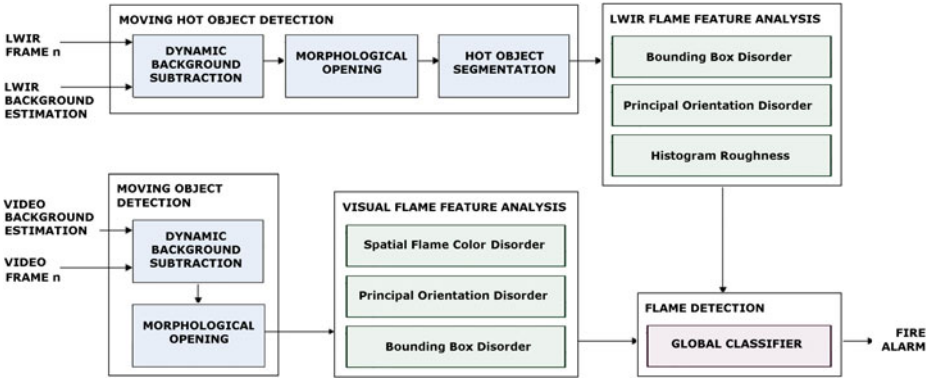 MOVING HOT OBJECT DETECTION
LWIR
FRAME n
LWIR
BACKGROUND
ESTIMATION
DYNAMIC
BACKGROUND
SUBTRACTION
MORPHOLOGICAL
OPENING
HOT OBJECT
SEGMENTATION
LWIR FLAME FEATURE ANALYSIS
Bounding Box Disorder
Principal Orientation Disorder
Histogram Roughness
MOVING OBJECT
DETECTION
VIDEO
BACKGROUND
ESTIMATION
VIDEO
FRAME n
DYNAMIC
BACKGROUND
SUBTRACTION
MORPHOLOGICAL
OPENING
VISUAL FLAME FEATURE ANALYSIS
Spatial Flame Color Disorder
Principal Orientation Disorder
Bounding Box Disorder
FLAME DETECTION
GLOBAL CLASSIFIER
FIRE
ALARM